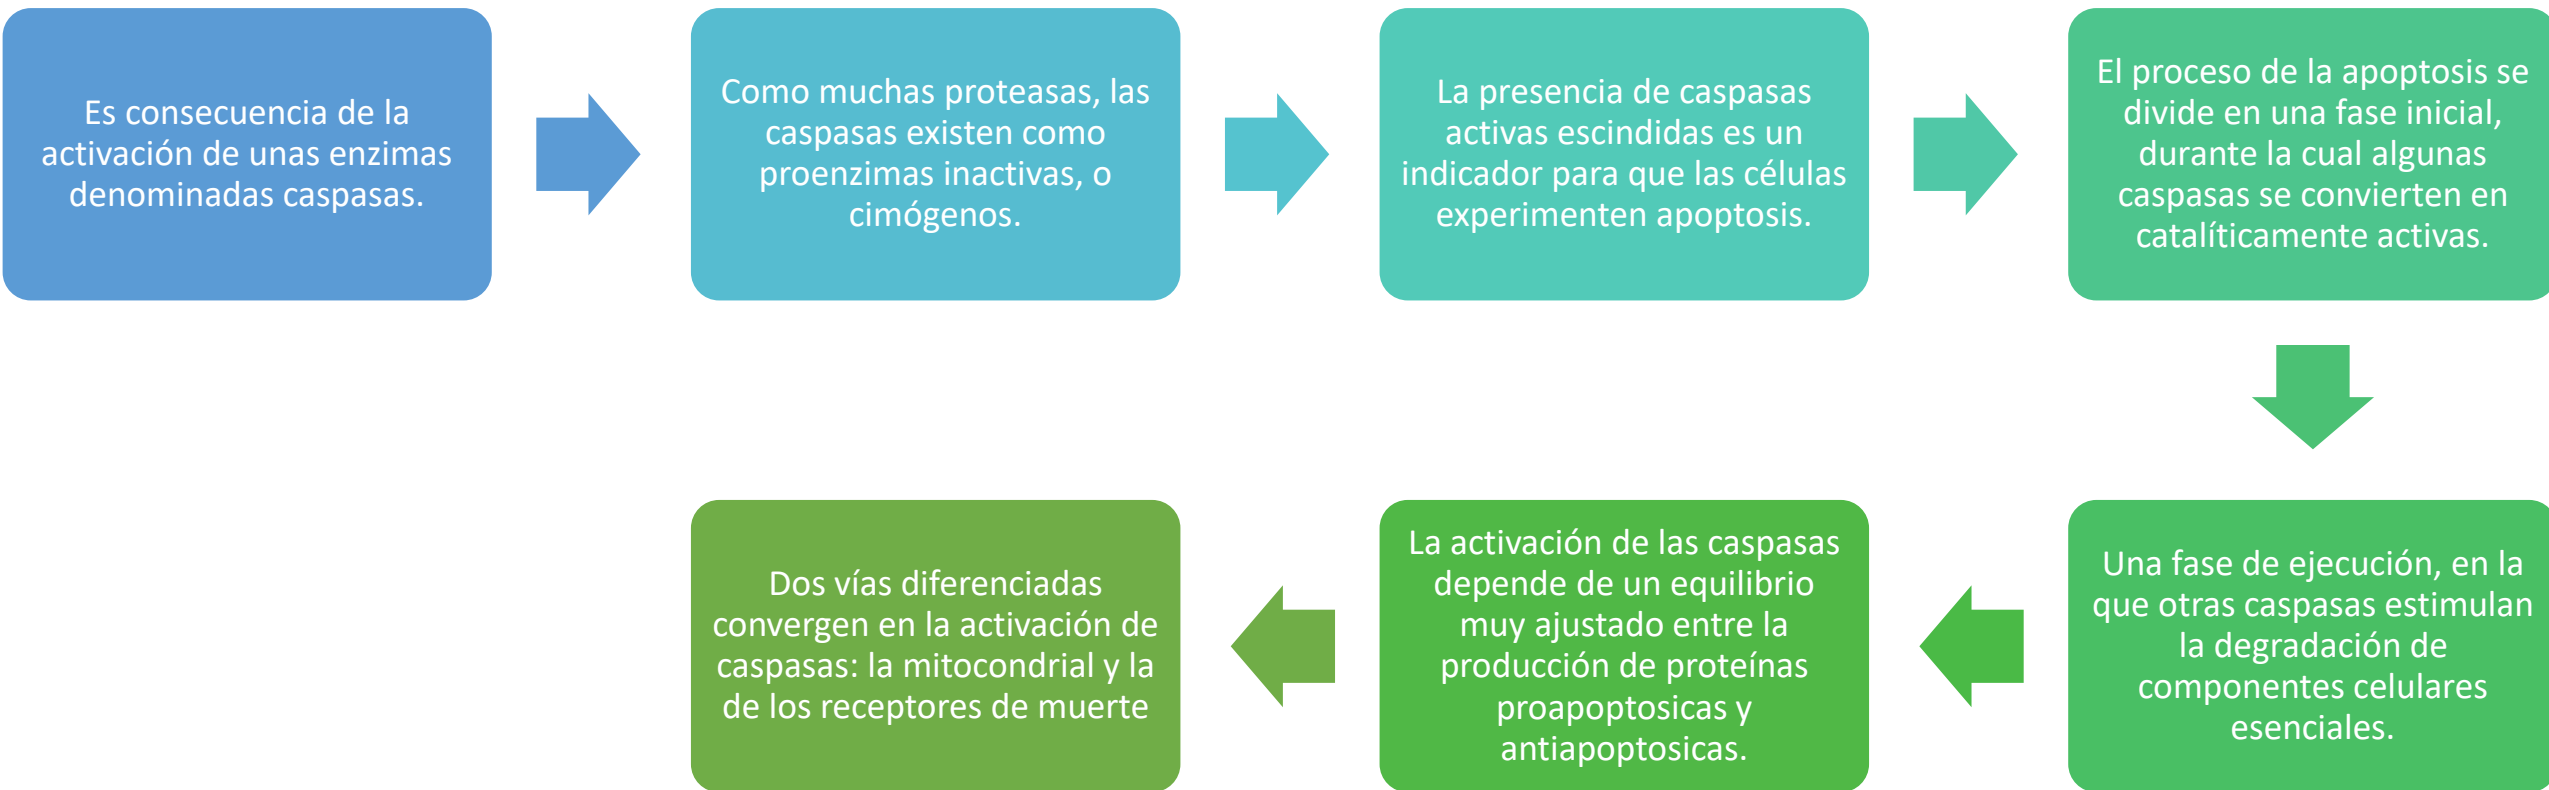 Es consecuencia de la
activación de unas enzimas
denominadas caspasas.
Como muchas proteasas, las
caspasas existen como
proenzimas inactivas, o
cimógenos.
La presencia de caspasas
activas escindidas es un
indicador para que las células
experimenten apoptosis.
El proceso de la apoptosis se
divide en una fase inicial,
durante la cual algunas
caspasas se convierten en
catalíticamente activas.
Una fase de ejecución, en la
que otras caspasas estimulan
la degradación de
componentes celulares
esenciales.
La activación de las caspasas
depende de un equilibrio
muy ajustado entre la
producción de proteínas
proapoptosicas y
antiapoptosicas.
Dos vías diferenciadas
convergen en la activación de
caspasas: la mitocondrial y la
de los receptores de muerte